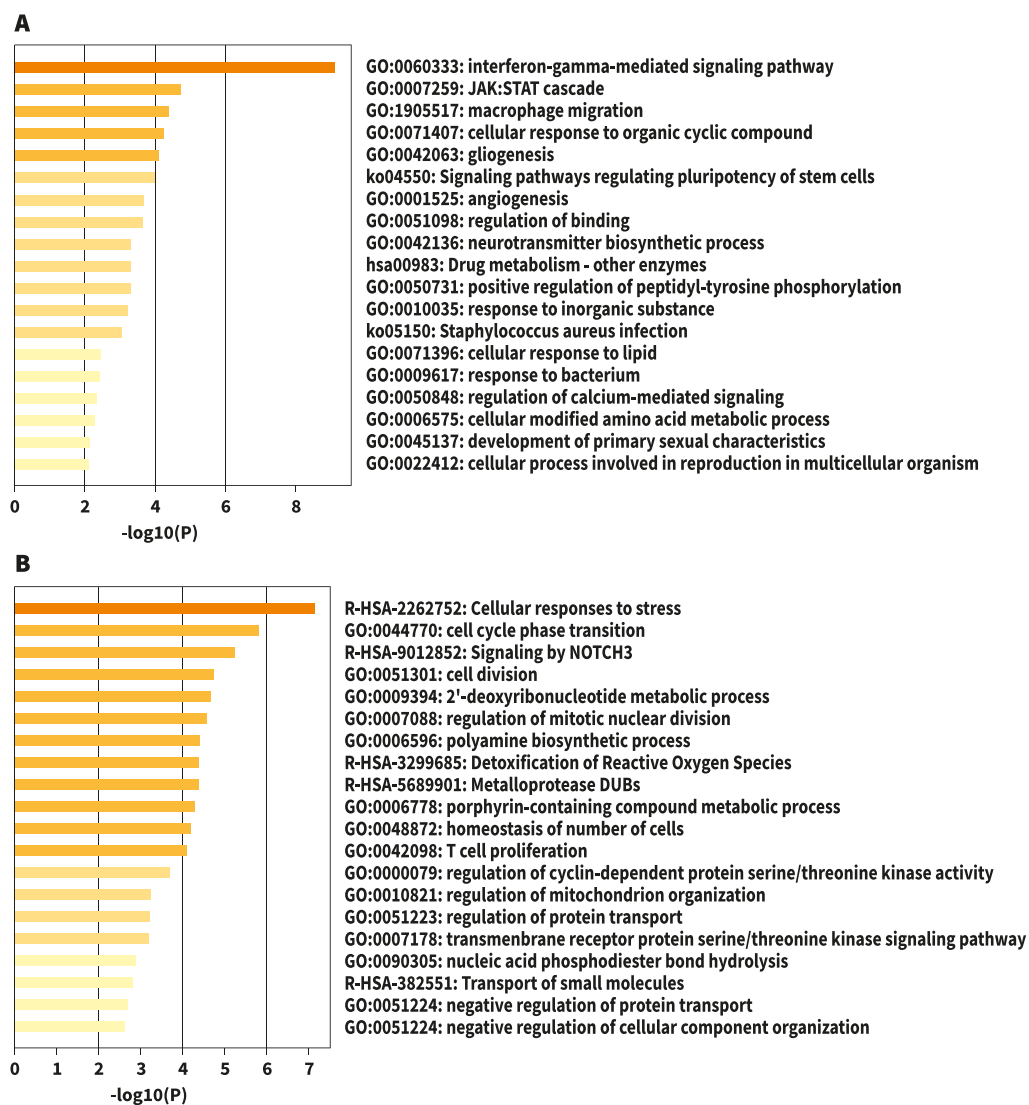 A
GO:0060333: interferon-gamma-mediated signaling pathway
GO:0007259: JAK:STAT cascade
GO:1905517: macrophage migration
GO:0071407: cellular response to organic cyclic compound
GO:0042063: gliogenesis
ko04550: Signaling pathways regulating pluripotency of stem cells
GO:0001525: angiogenesis
GO:0051098: regulation of binding
GO:0042136: neurotransmitter biosynthetic process
hsa00983: Drug metabolism - other enzymes
GO:0050731: positive regulation of peptidyl-tyrosine phosphorylation
GO:0010035: response to inorganic substance
ko05150: Staphylococcus aureus infection
GO:0071396: cellular response to lipid
GO:0009617: response to bacterium
GO:0050848: regulation of calcium-mediated signaling
GO:0006575: cellular modified amino acid metabolic process
GO:0045137: development of primary sexual characteristics
GO:0022412: cellular process involved in reproduction in multicellular organism
0 2 4 6 8
-log10(P)
B
R-HSA-2262752: Cellular responses to stress
GO:0044770: cell cycle phase transition
R-HSA-9012852: Signaling by NOTCH3
GO:0051301: cell division
GO:0009394: 2'-deoxyribonucleotide metabolic process
GO:0007088: regulation of mitotic nuclear division
GO:0006596: polyamine biosynthetic process
R-HSA-3299685: Detoxification of Reactive Oxygen Species
R-HSA-5689901: Metalloprotease DUBs
GO:0006778: porphyrin-containing compound metabolic process
GO:0048872: homeostasis of number of cells
GO:0042098: T cell proliferation
GO:0000079: regulation of cyclin-dependent protein serine/threonine kinase activity
GO:0010821: regulation of mitochondrion organization
GO:0051223: regulation of protein transport
GO:0007178: transmenbrane receptor protein serine/threonine kinase signaling pathway
GO:0090305: nucleic acid phosphodiester bond hydrolysis
R-HSA-382551: Transport of small molecules
GO:0051224: negative regulation of protein transport
GO:0051224: negative regulation of cellular component organization
0 1 2 3 4 5 6 7
-log10(P)